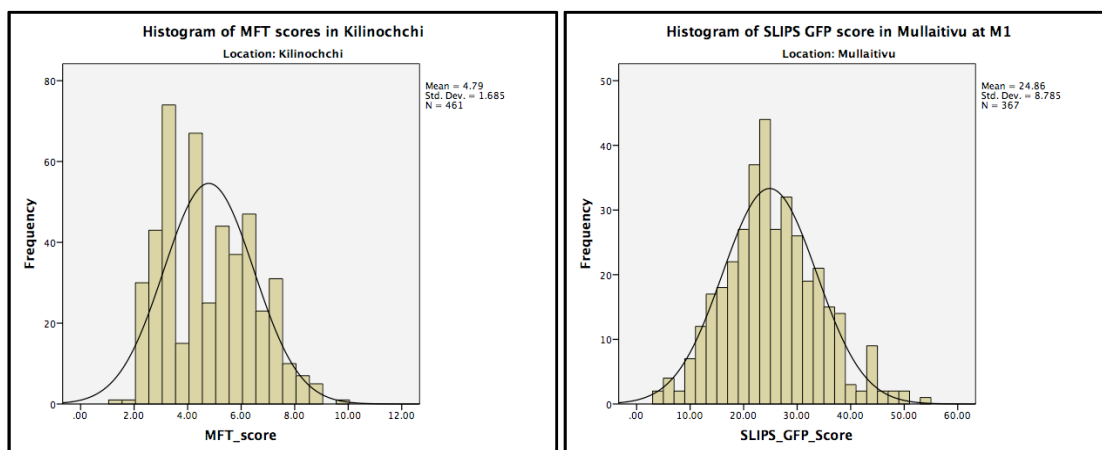 Histogram of MFT scores in Kilinochchi
Location: Kilinochchi
Mean = 4.79
Std. Dev. = 1.685
N = 461
80
60
40
20
0
Frequency
.00 2.00 4.00 6.00 8.00 10.00 12.00
MFT_score
Histogram of SLIPS GFP score in Mullaitivu at M1
Location: Mullaitivu
Mean = 24.86
Std. Dev. = 8.785
N = 367
50
40
30
20
10
0
Frequency
.00 10.00 20.00 30.00 40.00 50.00 60.00
SLIPS_GFP_Score